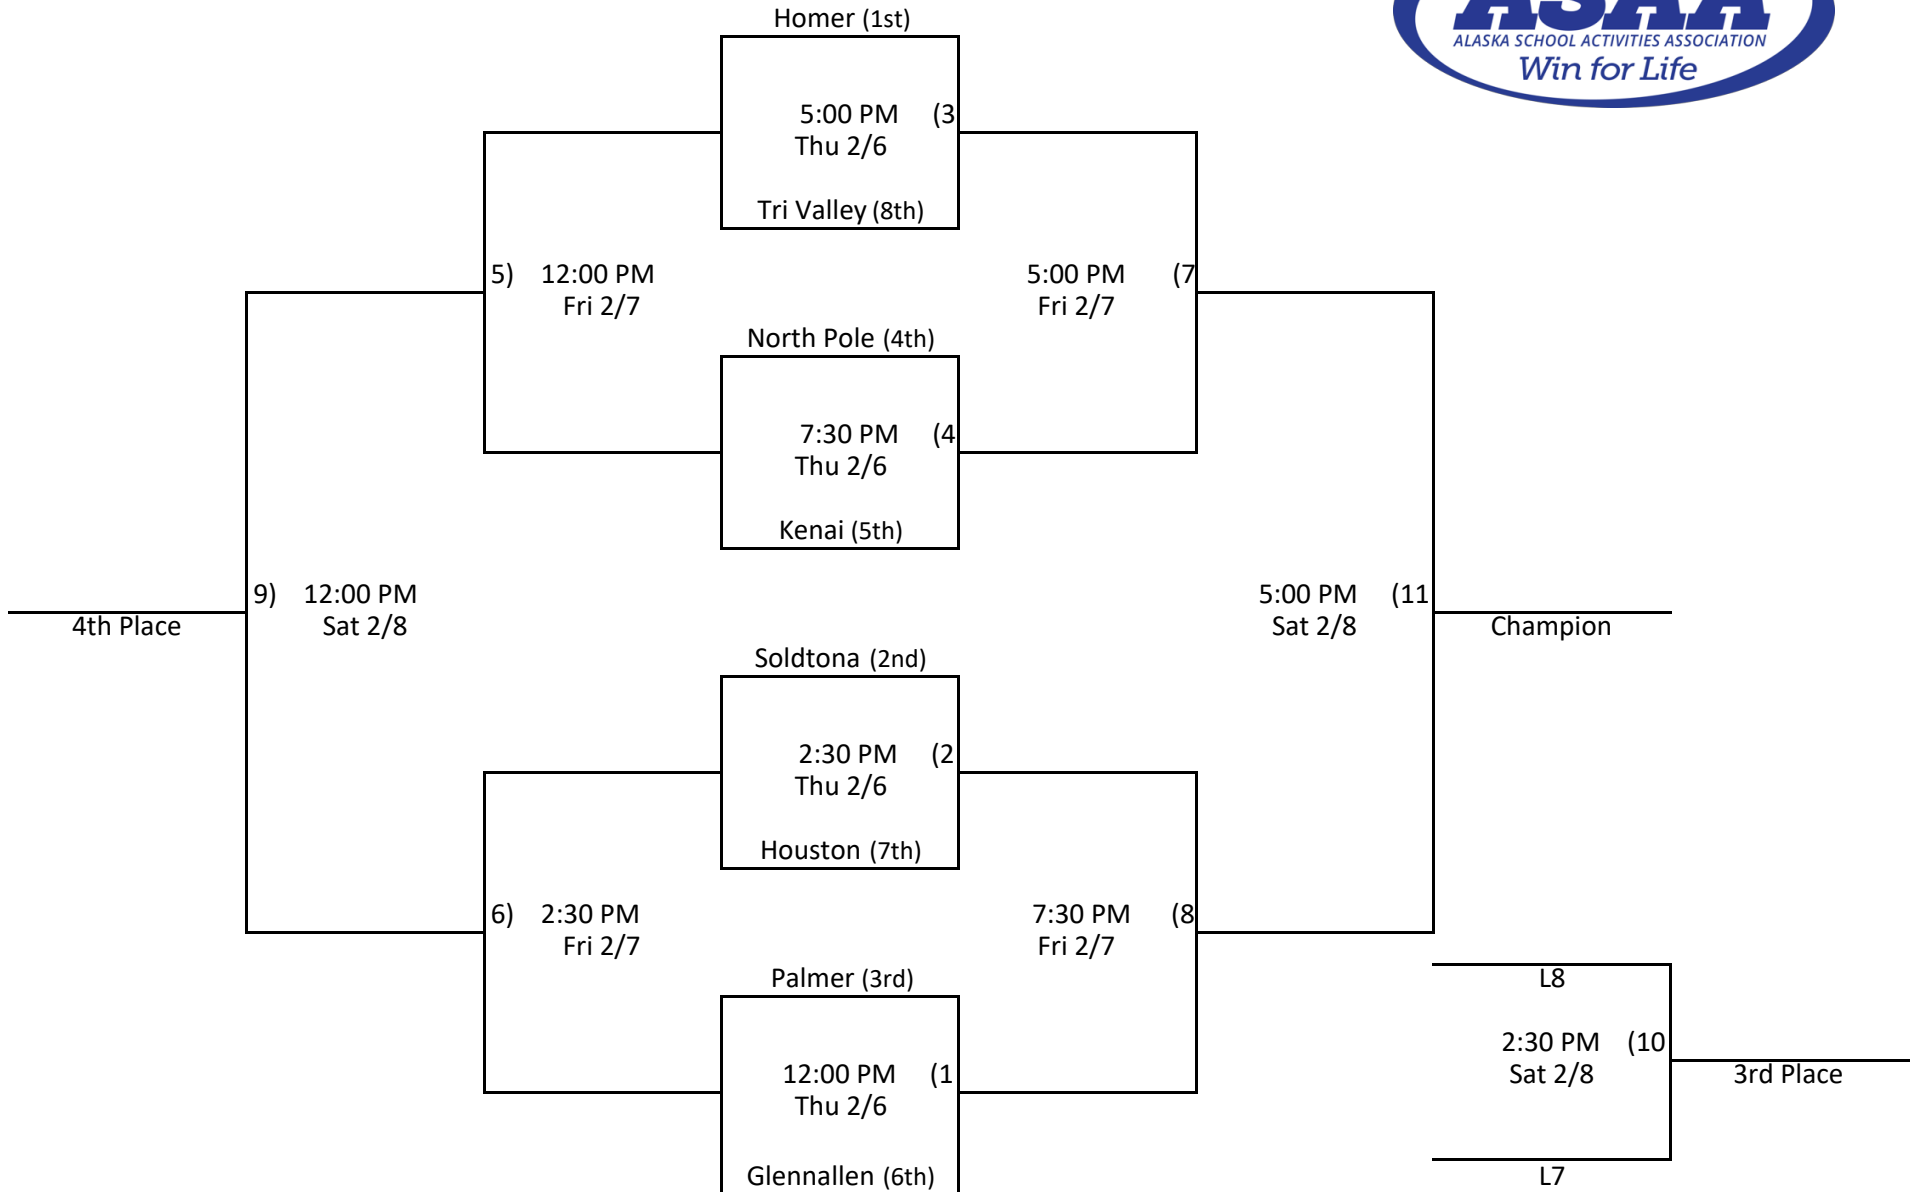 Homer (1st)
ASAA
ALASKA SCHOOL ACTIVITIES ASSOCIATION
Win for Life
5:00 PM (3
Thu 2/6
Tri Valley (8th)
5) 12:00 PM
Fri 2/7
5:00 PM (7
Fri 2/7
North Pole (4th)
7:30 PM (4
Thu 2/6
Kenai (5th)
9) 12:00 PM
Sat 2/8
4th Place
5:00 PM (11
Sat 2/8
Champion
Soldtona (2nd)
2:30 PM (2
Thu 2/6
Houston (7th)
6) 2:30 PM
Fri 2/7
7:30 PM (8
Fri 2/7
Palmer (3rd)
12:00 PM (1
Thu 2/6
Glennallen (6th)
L8
2:30 PM (10
Sat 2/8
3rd Place
L7